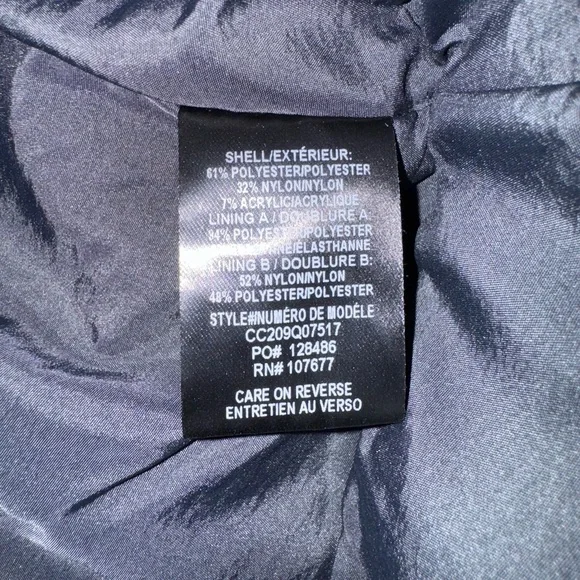 SHELL/EXTÉRIEUR:
61% POLYESTER/POLYESTER
32% NYLON/NYLON
7% ACRYLIC/ACRYLIQUE
LINING A / DOUBLURE A:
94% POLYESTER/POLYESTER
LINING B / DOUBLURE B:
52% NYLON/NYLON
48% POLYESTER/POLYESTER
STYLE#/NUMÉRO DE MODÈLE
CC209Q07517
PO# 128486
RN# 107677
CARE ON REVERSE
ENTRETIEN AU VERSO